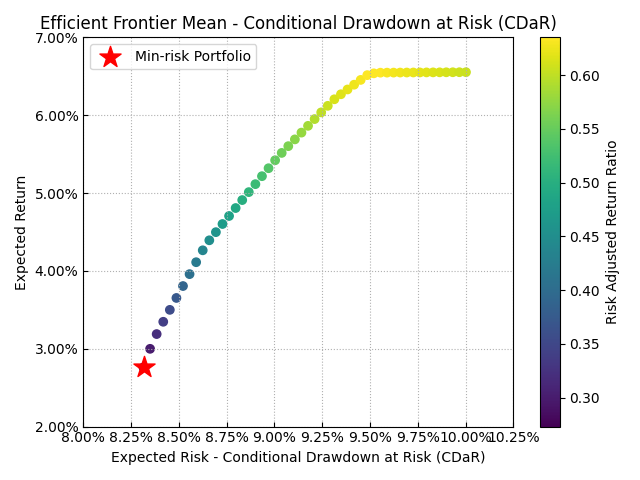 Efficient Frontier Mean - Conditional Drawdown at Risk (CDaR)
Min-risk Portfolio
7.00%
6.00%
5.00%
4.00%
3.00%
2.00%
Expected Return
8.00% 8.25% 8.50% 8.75% 9.00% 9.25% 9.50% 9.75% 10.00% 10.25%
Expected Risk - Conditional Drawdown at Risk (CDaR)
0.60
0.55
0.50
0.45
0.40
0.35
0.30
Risk Adjusted Return Ratio